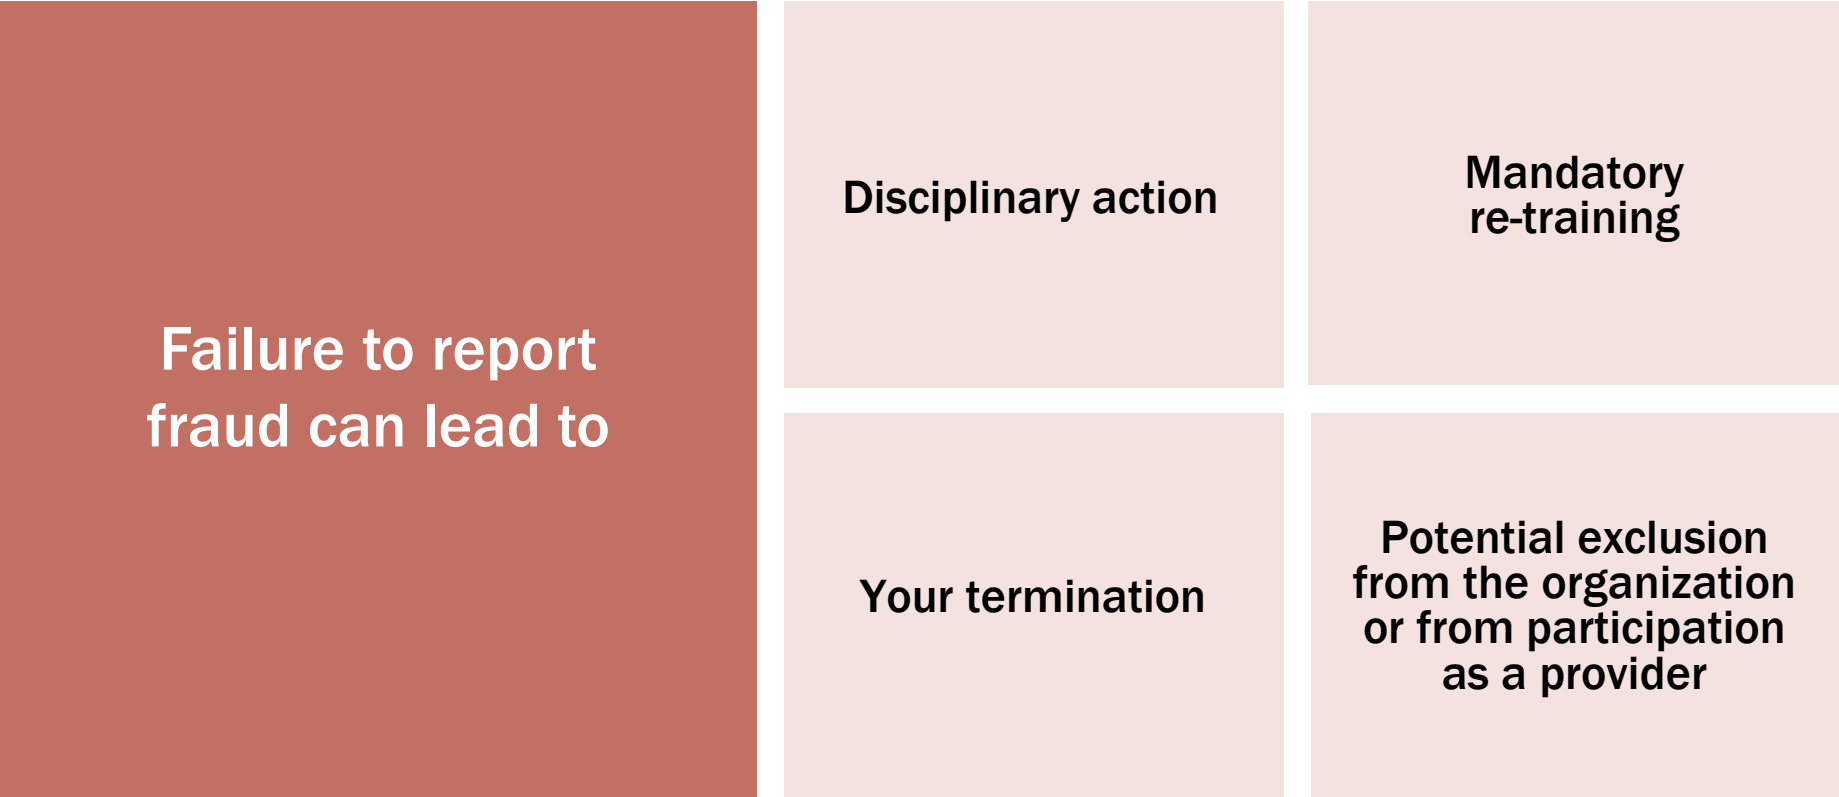 Failure to report
fraud can lead to
Disciplinary action
Mandatory
re-training
Your termination
Potential exclusion
from the organization
or from participation
as a provider